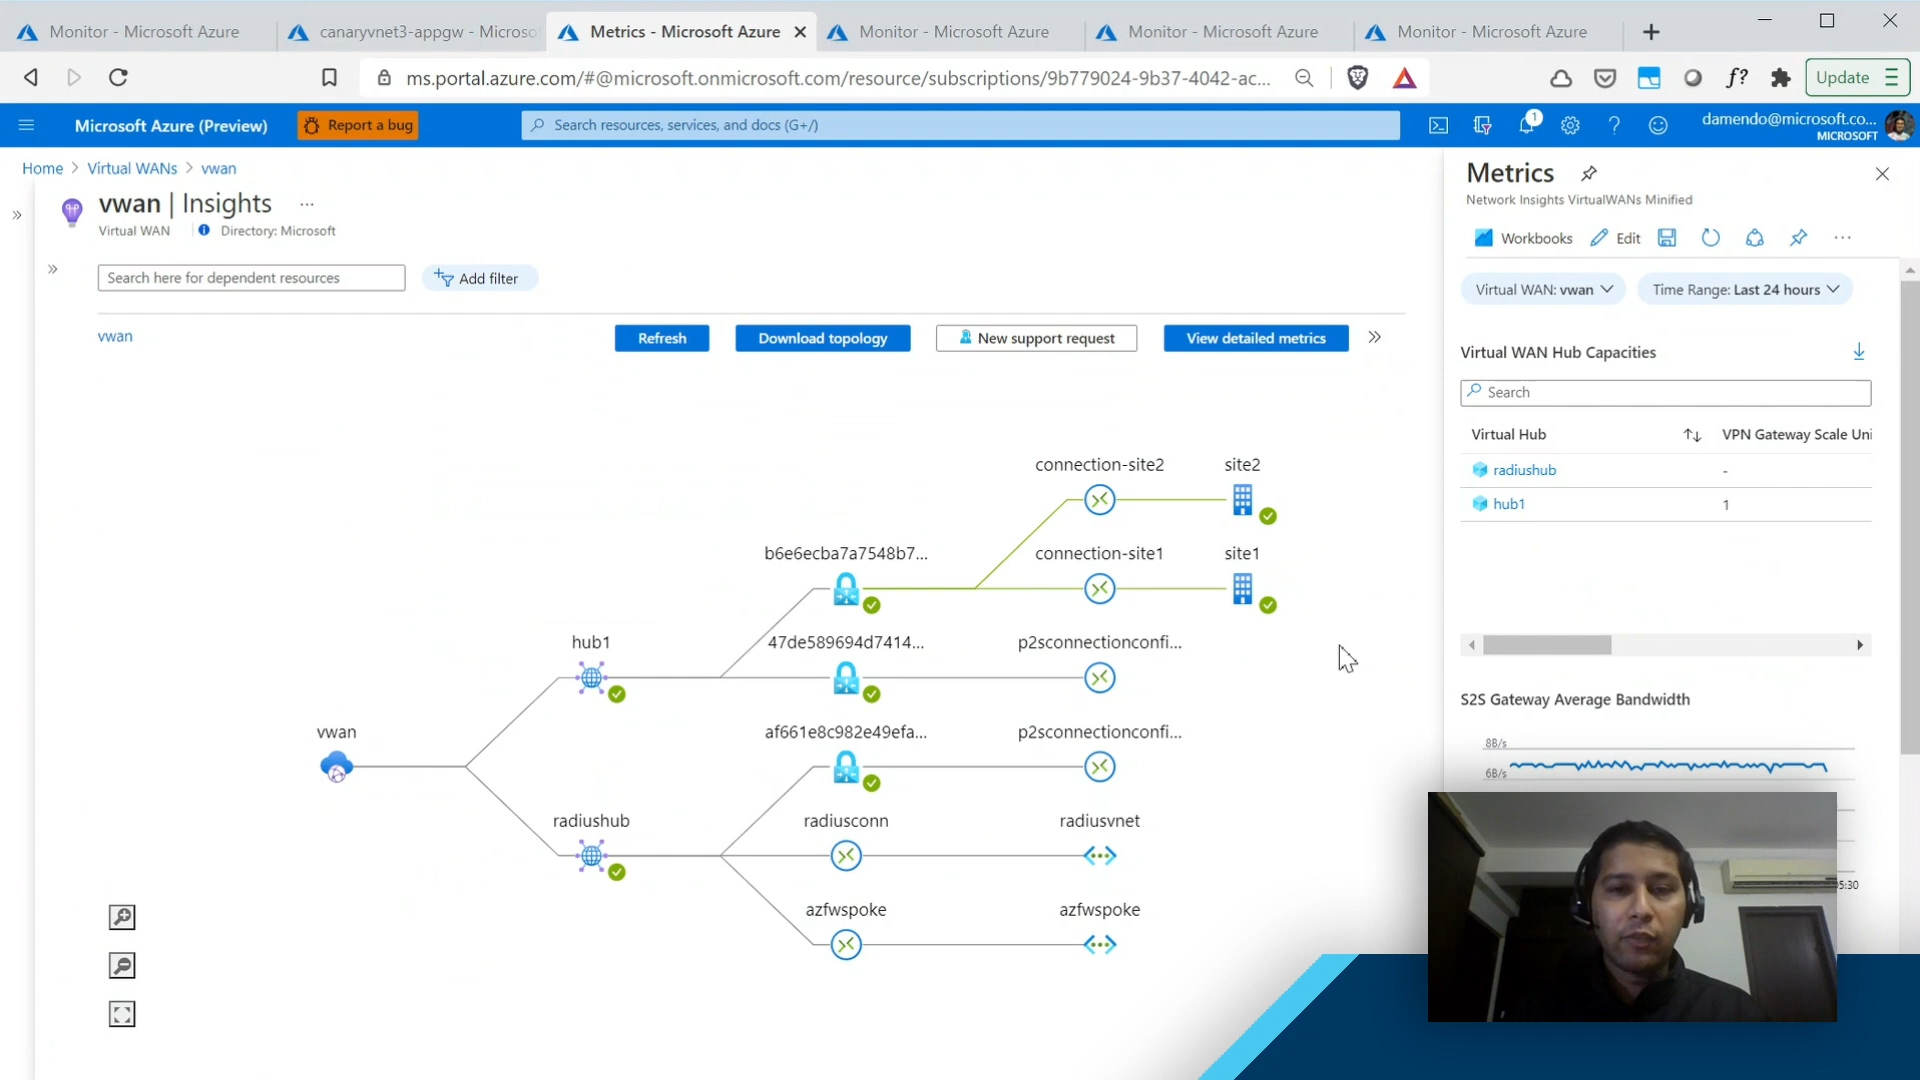 Monitor - Microsoft Azure
canaryvnet3-appgw - Microso
Metrics - Microsoft Azure
Monitor - Microsoft Azure
Monitor - Microsoft Azure
Monitor - Microsoft Azure
ms.portal.azure.com/#@microsoft.onmicrosoft.com/resource/subscriptions/9b779024-9b37-4042-ac...
f?
Update
Microsoft Azure (Preview)
Report a bug
Search resources, services, and docs (G+/)
1
damendo@microsoft.co...
MICROSOFT
Home > Virtual WANs > vwan
vwan | Insights ...
Virtual WAN
Directory: Microsoft
Search here for dependent resources
Add filter
vwan
Refresh
Download topology
New support request
View detailed metrics
connection-site2
site2
b6e6ecba7a7548b7...
connection-site1
site1
hub1
47de589694d7414...
p2sconnectionconfi...
vwan
af661e8c982e49efa...
p2sconnectionconfi...
radiushub
radiusconn
radiusvnet
azfwspoke
azfwspoke
Metrics
Network Insights VirtualWANs Minified
Workbooks
Edit
...
Virtual WAN: vwan
Time Range: Last 24 hours
Virtual WAN Hub Capacities
Search
Virtual Hub
VPN Gateway Scale Uni
radiushub
-
hub1
1
S2S Gateway Average Bandwidth
8B/s
6B/s
05:30